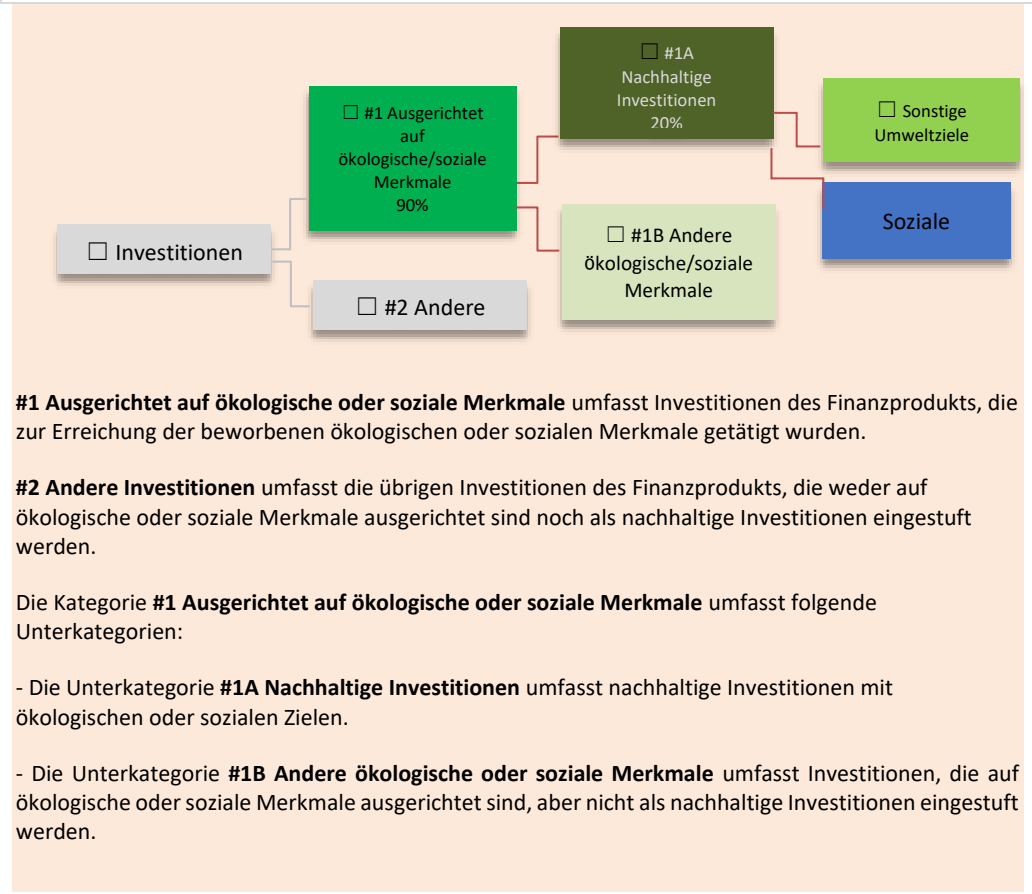 ☐ #1A
Nachhaltige
Investitionen
20%
☐ Sonstige
Umweltziele
☐ #1 Ausgerichtet
auf
ökologische/soziale
Merkmale
90%
Soziale
☐ #1B Andere
ökologische/soziale
Merkmale
☐ Investitionen
☐ #2 Andere
#1 Ausgerichtet auf ökologische oder soziale Merkmale umfasst Investitionen des Finanzprodukts, die
zur Erreichung der beworbenen ökologischen oder sozialen Merkmale getätigt wurden.
#2 Andere Investitionen umfasst die übrigen Investitionen des Finanzprodukts, die weder auf
ökologische oder soziale Merkmale ausgerichtet sind noch als nachhaltige Investitionen eingestuft
werden.
Die Kategorie #1 Ausgerichtet auf ökologische oder soziale Merkmale umfasst folgende
Unterkategorien:
- Die Unterkategorie #1A Nachhaltige Investitionen umfasst nachhaltige Investitionen mit
ökologischen oder sozialen Zielen.
- Die Unterkategorie #1B Andere ökologische oder soziale Merkmale umfasst Investitionen, die auf
ökologische oder soziale Merkmale ausgerichtet sind, aber nicht als nachhaltige Investitionen eingestuft
werden.